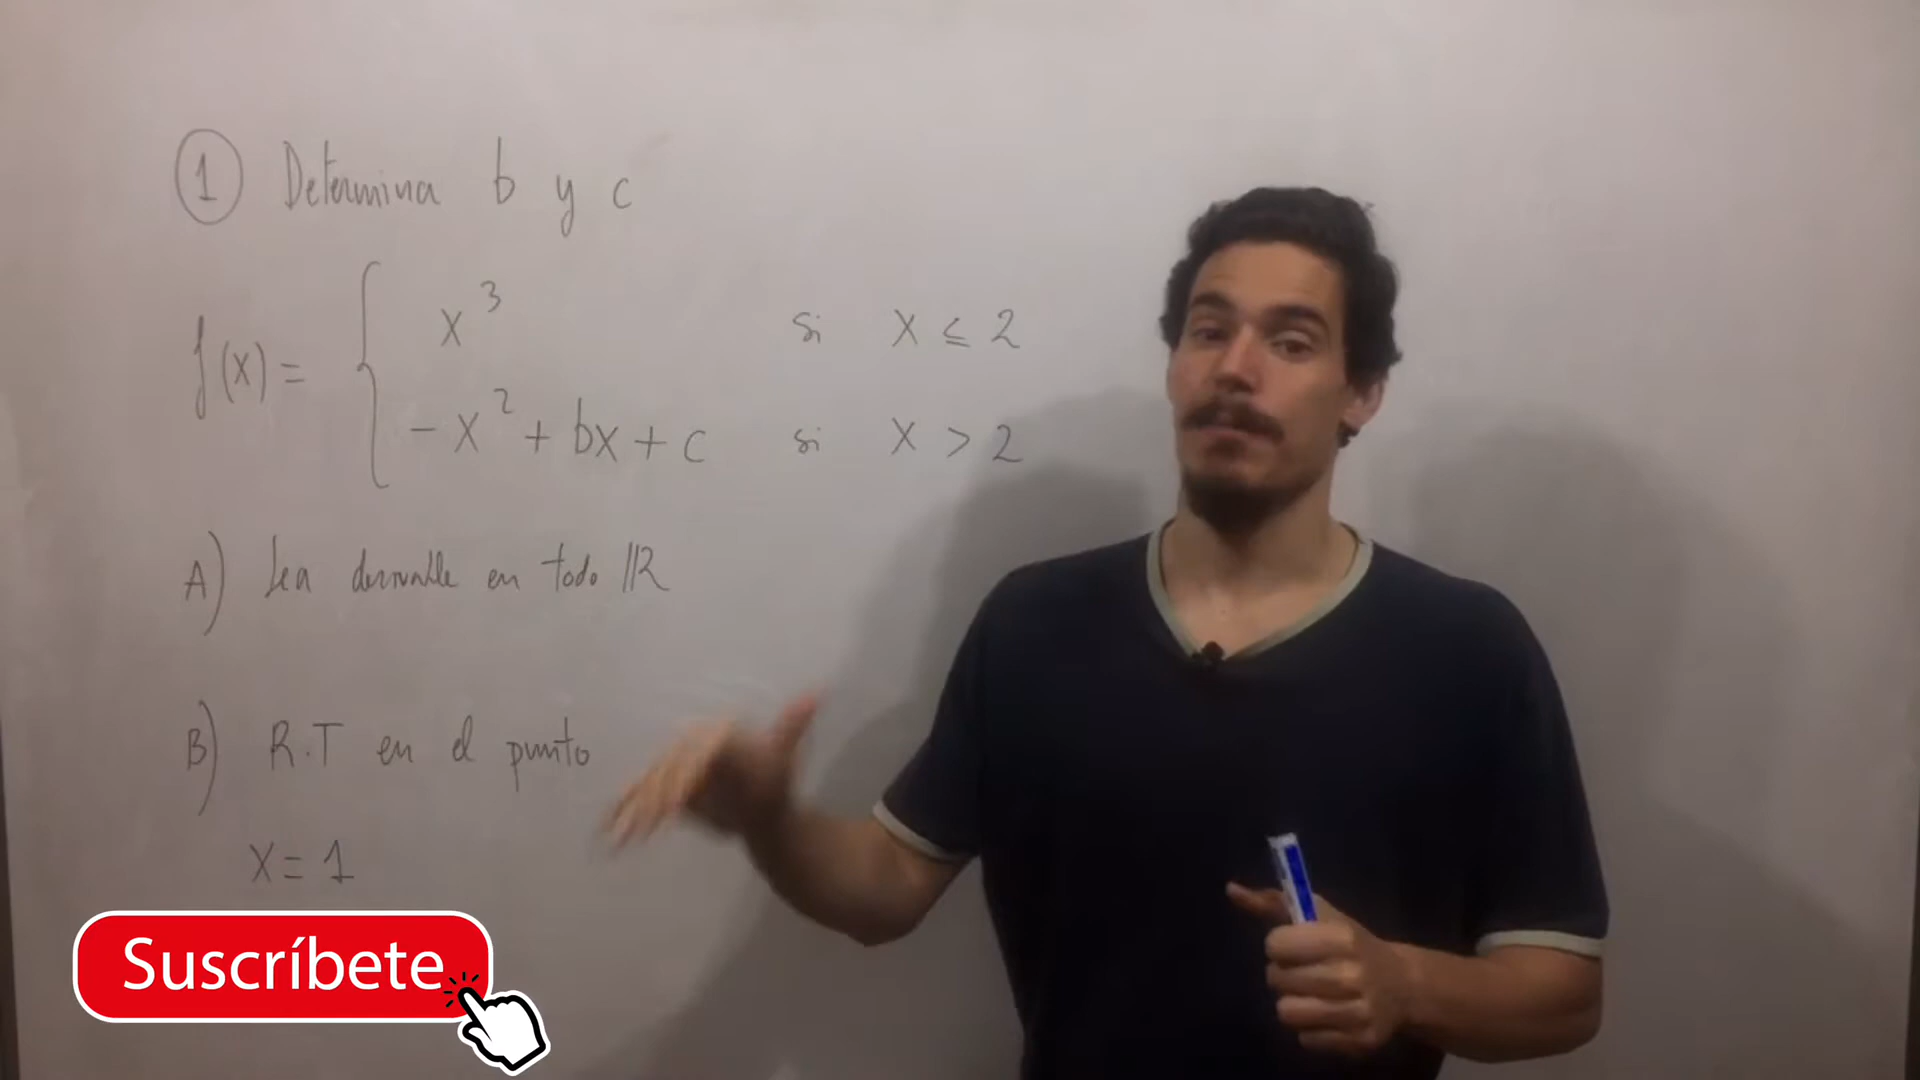 1 Determina b y c
f(x) = { x³ si x ≤ 2
-x² + bx + c si x > 2
A) Sea derivable en todo ℝ
B) R.T en el punto
x = 1
Suscríbete